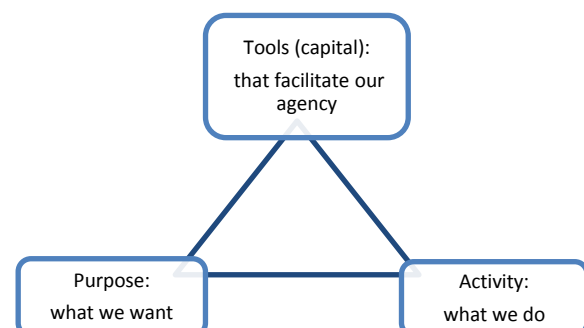 Tools (capital):
that facilitate our
agency
Purpose:
what we want
Activity:
what we do